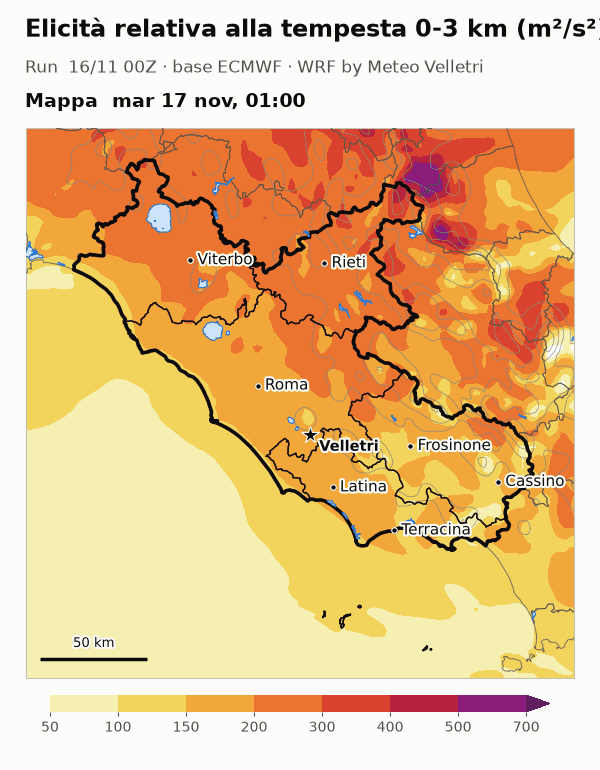 Elicità relativa alla tempesta 0-3 km (m²/s²)
Run  16/11 00Z · base ECMWF · WRF by Meteo Velletri
Mappa  mar 17 nov, 01:00
Viterbo
Rieti
Roma
Velletri
Frosinone
Cassino
Latina
Terracina
50 km
50 100 150 200 300 400 500 700